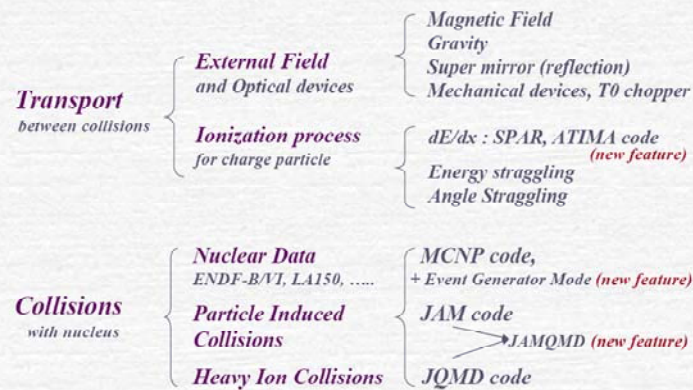 Transport
between collisions
External Field
and Optical devices
Magnetic Field
Gravity
Super mirror (reflection)
Mechanical devices, T0 chopper
Ionization process
for charge particle
dE/dx : SPAR, ATIMA code
(new feature)
Energy straggling
Angle Straggling
Collisions
with nucleus
Nuclear Data
ENDF-B/VI, LA150, .....
MCNP code,
+ Event Generator Mode (new feature)
Particle Induced
Collisions
JAM code
JAMQMD (new feature)
Heavy Ion Collisions
JQMD code